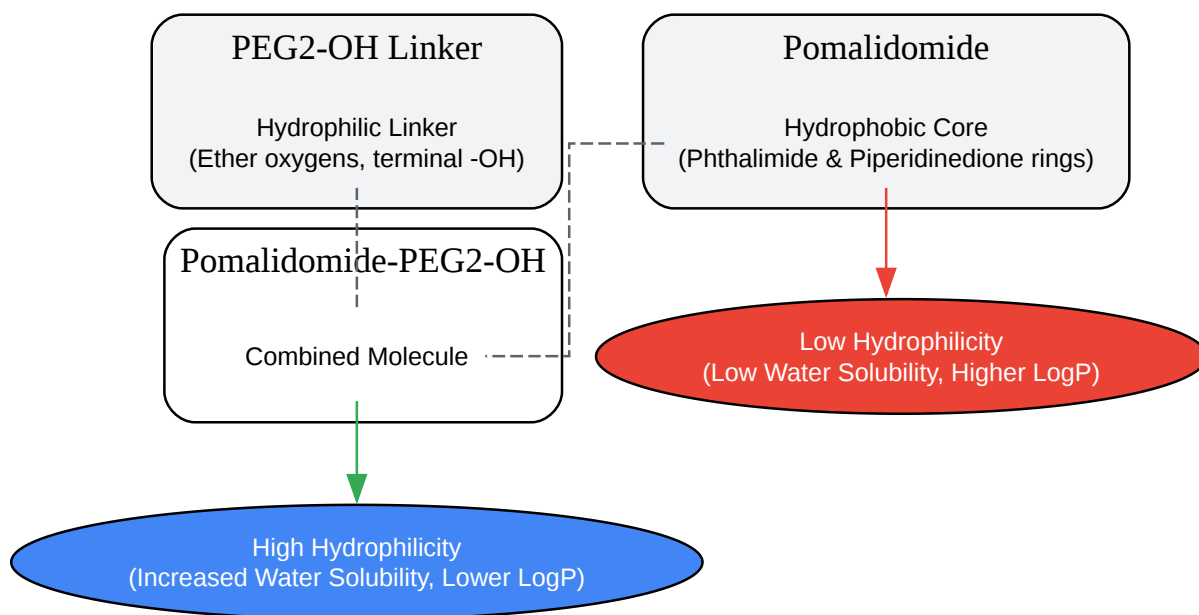 PEG2-OH Linker
Hydrophilic Linker
(Ether oxygens, terminal -OH)
Pomalidomide
Hydrophobic Core
(Phthalimide & Piperidinedione rings)
Pomalidomide-PEG2-OH
Combined Molecule
Low Hydrophilicity
(Low Water Solubility, Higher LogP)
High Hydrophilicity
(Increased Water Solubility, Lower LogP)